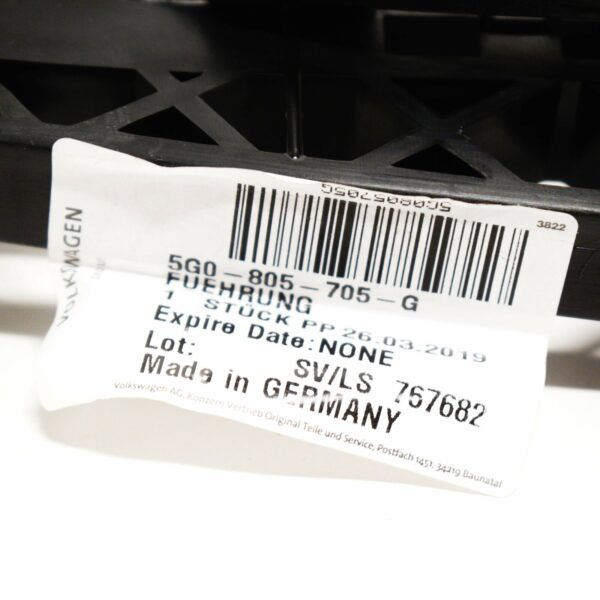 5G0805705G
3822
VOLKSWAGEN
5G0-805-705-G
FUEHRUNG
1 STÜCK PP 26.03.2019
Expire Date: NONE
Lot: SV/LS 767682
Made in GERMANY
Volkswagen AG, Konzern Vertrieb Original Teile und Service, Postfach 1451, 34219 Baunatal